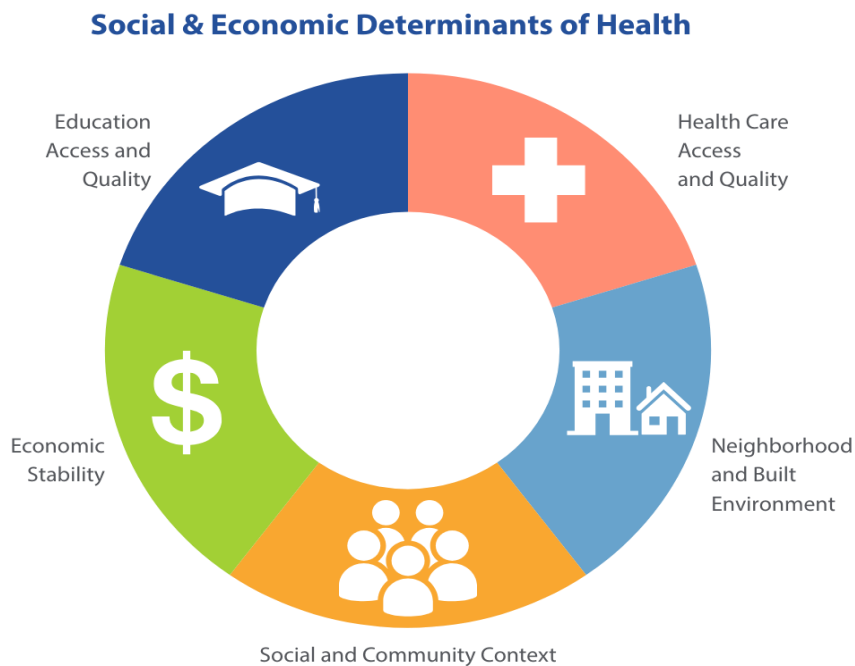 Social & Economic Determinants of Health
Education
Access and
Quality
Health Care
Access
and Quality
$
Economic
Stability
Neighborhood
and Built
Environment
Social and Community Context